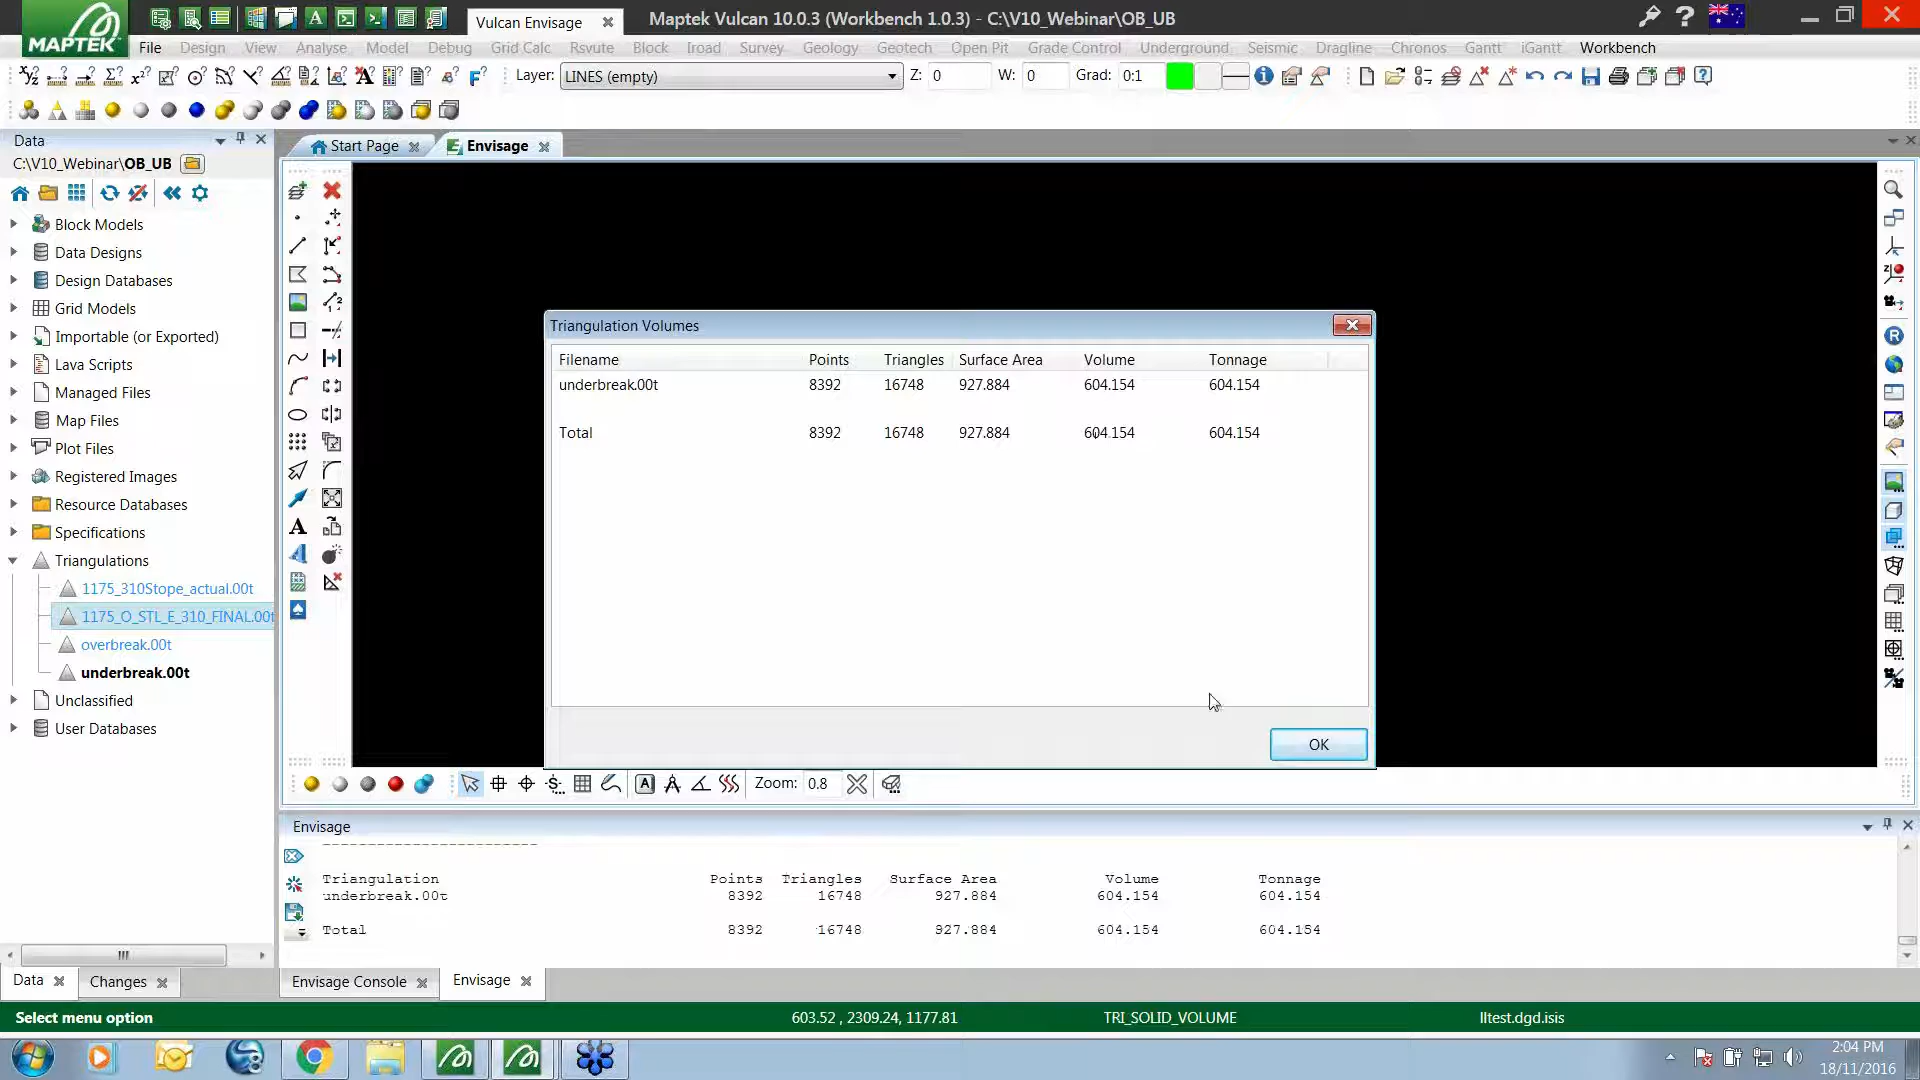 MAPTEK
Vulcan Envisage
Maptek Vulcan 10.0.3 (Workbench 1.0.3) - C:\V10_Webinar\OB_UB
File Design View Analyse Model Debug Grid Calc Rsvute Block Iroad Survey Geology Geotech Open Pit Grade Control Underground Seismic Dragline Chronos Gantt iGantt Workbench
Layer: LINES (empty) Z: 0 W: 0 Grad: 0:1
Data
C:\V10_Webinar\OB_UB
Start Page
Envisage
Block Models
Data Designs
Design Databases
Grid Models
Importable (or Exported)
Lava Scripts
Managed Files
Map Files
Plot Files
Registered Images
Resource Databases
Specifications
Triangulations
1175_310Stope_actual.00t
1175_O_STL_E_310_FINAL.00t
overbreak.00t
underbreak.00t
Unclassified
User Databases
Triangulation Volumes
Filename Points Triangles Surface Area Volume Tonnage
underbreak.00t 8392 16748 927.884 604.154 604.154
Total 8392 16748 927.884 604.154 604.154
OK
Zoom: 0.8
Envisage
------------------------
Triangulation Points Triangles Surface Area Volume Tonnage
underbreak.00t 8392 16748 927.884 604.154 604.154
Total 8392 16748 927.884 604.154 604.154
Data Changes
Envisage Console Envisage
Select menu option 603.52 , 2309.24, 1177.81 TRI_SOLID_VOLUME lltest.dgd.isis
2:04 PM
18/11/2016